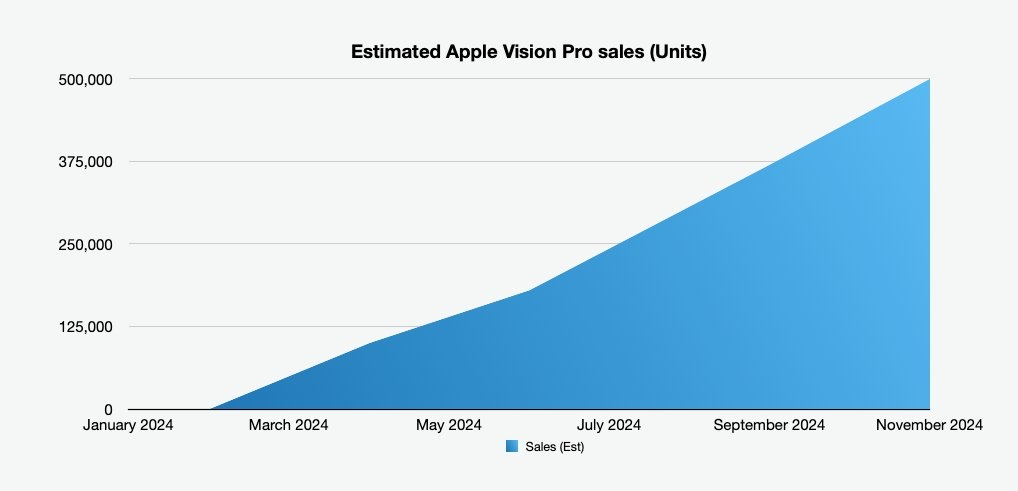 Estimated Apple Vision Pro sales (Units)
500,000
375,000
250,000
125,000
0
January 2024 March 2024 May 2024 July 2024 September 2024 November 2024
Sales (Est)